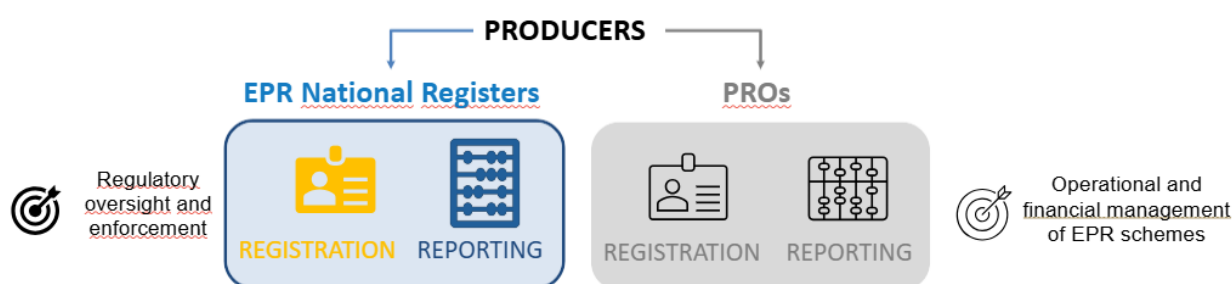 PRODUCERS
EPR National Registers
PROs
Regulatory
oversight and
enforcement
REGISTRATION
REPORTING
REGISTRATION
REPORTING
Operational and
financial management
of EPR schemes